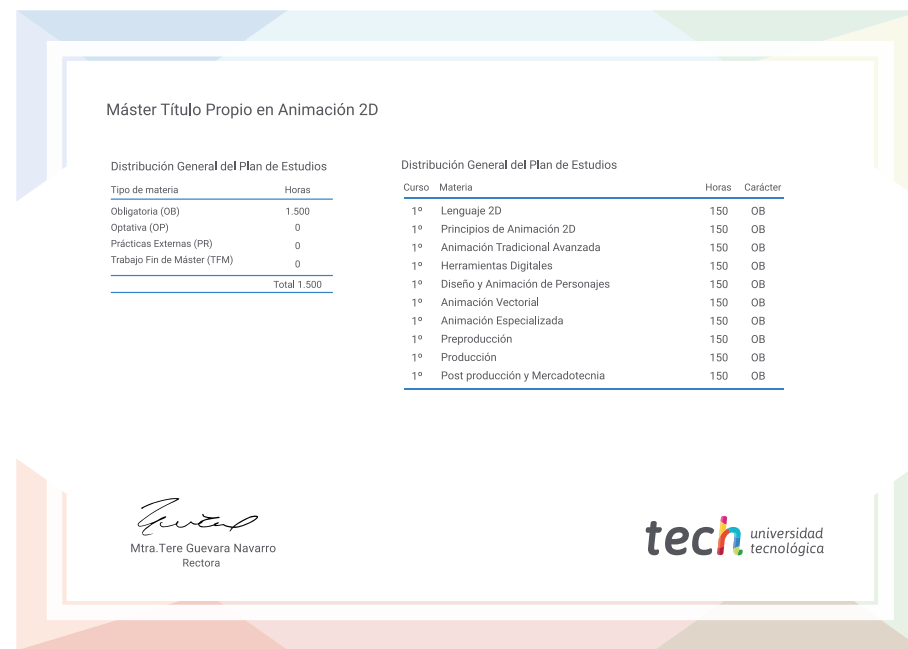 Máster Título Propio en Animación 2D
Distribución General del Plan de Estudios
Tipo de materia Horas
Obligatoria (OB) 1.500
Optativa (OP) 0
Prácticas Externas (PR) 0
Trabajo Fin de Máster (TFM) 0
Total 1.500
Distribución General del Plan de Estudios
Curso Materia Horas Carácter
1º Lenguaje 2D 150 OB
1º Principios de Animación 2D 150 OB
1º Animación Tradicional Avanzada 150 OB
1º Herramientas Digitales 150 OB
1º Diseño y Animación de Personajes 150 OB
1º Animación Vectorial 150 OB
1º Animación Especializada 150 OB
1º Preproducción 150 OB
1º Producción 150 OB
1º Post producción y Mercadotecnia 150 OB
Mtra.Tere Guevara Navarro
Rectora
tech universidad
tecnológica